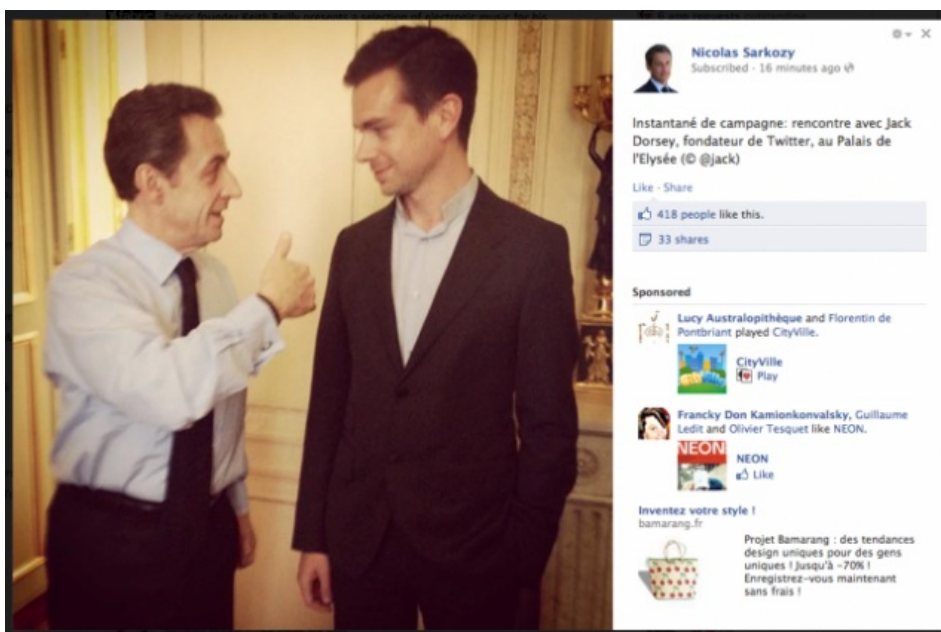 Nicolas Sarkozy
Subscribed · 16 minutes ago
Instantané de campagne: rencontre avec Jack
Dorsey, fondateur de Twitter, au Palais de
l'Elysée (© @jack)
Like · Share
418 people like this.
33 shares
Sponsored
Lucy Australopithèque and Florentin de
Pontbriant played CityVille.
CityVille
Play
Francky Don Kamionkonvalsky, Guillaume
Ledit and Olivier Tesquet like NEON.
NEON
NEON
Like
Inventez votre style !
bamarang.fr
Projet Bamarang : des tendances
design uniques pour des gens
uniques ! Jusqu'à -70% !
Enregistrez-vous maintenant
sans frais !